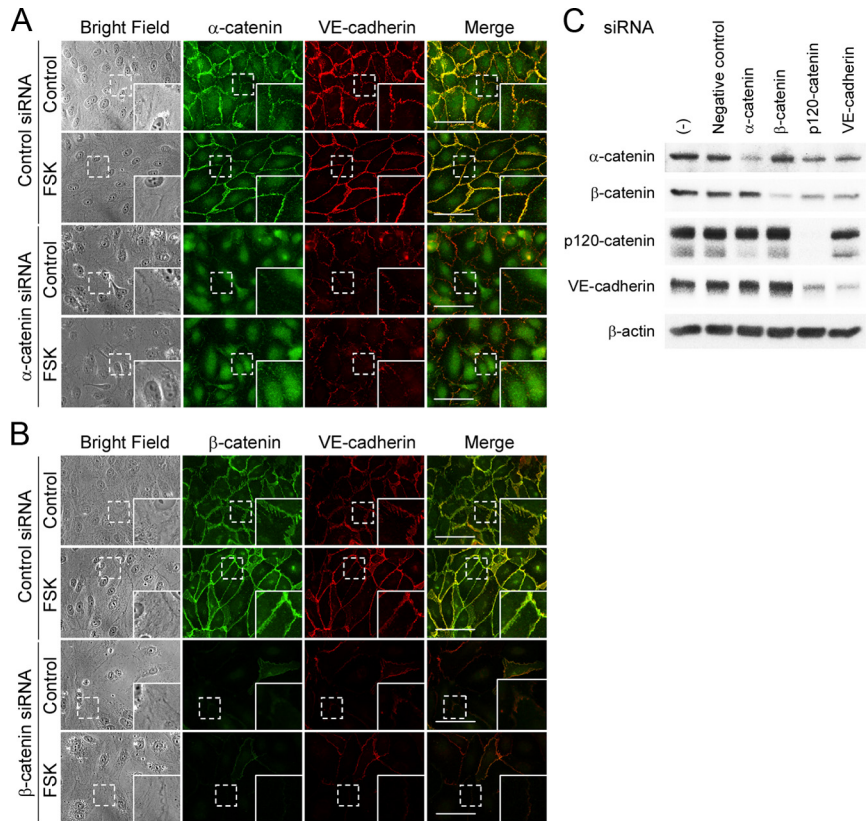 A
Bright Field α-catenin VE-cadherin Merge
Control siRNA
Control
FSK
α-catenin siRNA
Control
FSK
B
Bright Field β-catenin VE-cadherin Merge
Control siRNA
Control
FSK
β-catenin siRNA
Control
FSK
C
siRNA
(-)
Negative control
α-catenin
β-catenin
p120-catenin
VE-cadherin
α-catenin
β-catenin
p120-catenin
VE-cadherin
β-actin